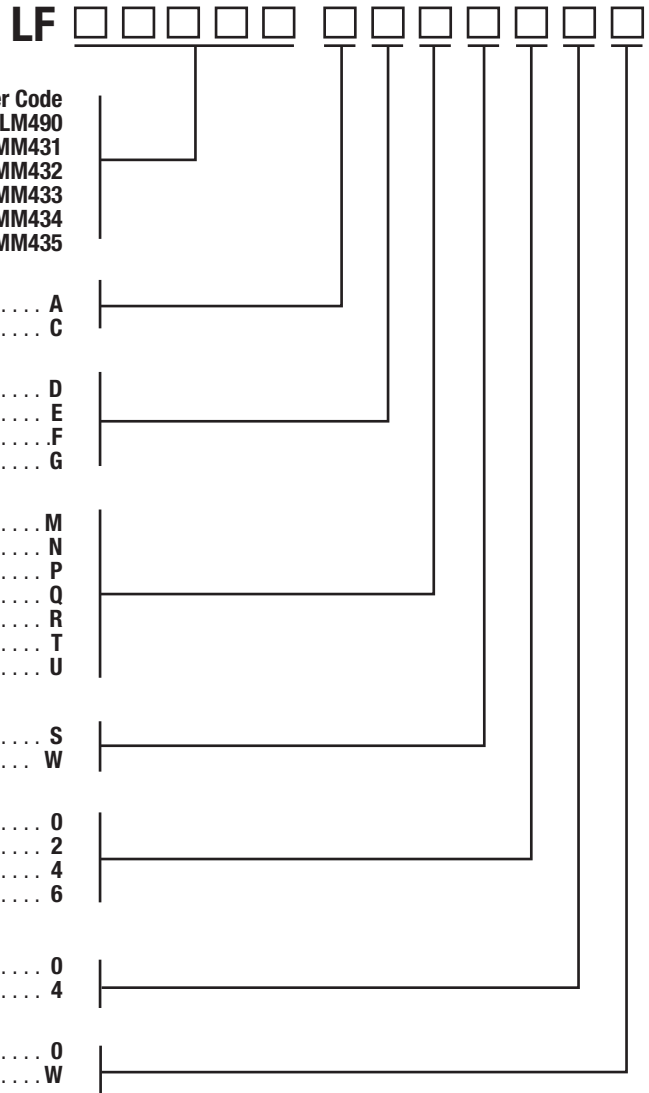 LF □ □ □ □ □ □ □ □ □ □ □ □
er Code
LM490
MM431
MM432
MM433
MM434
MM435
.... A
.... C
.... D
.... E
.....F
.... G
....M
.... N
.... P
.... Q
.... R
.... T
.... U
.... S
... W
.... 0
.... 2
.... 4
.... 6
.... 0
.... 4
.... 0
....W